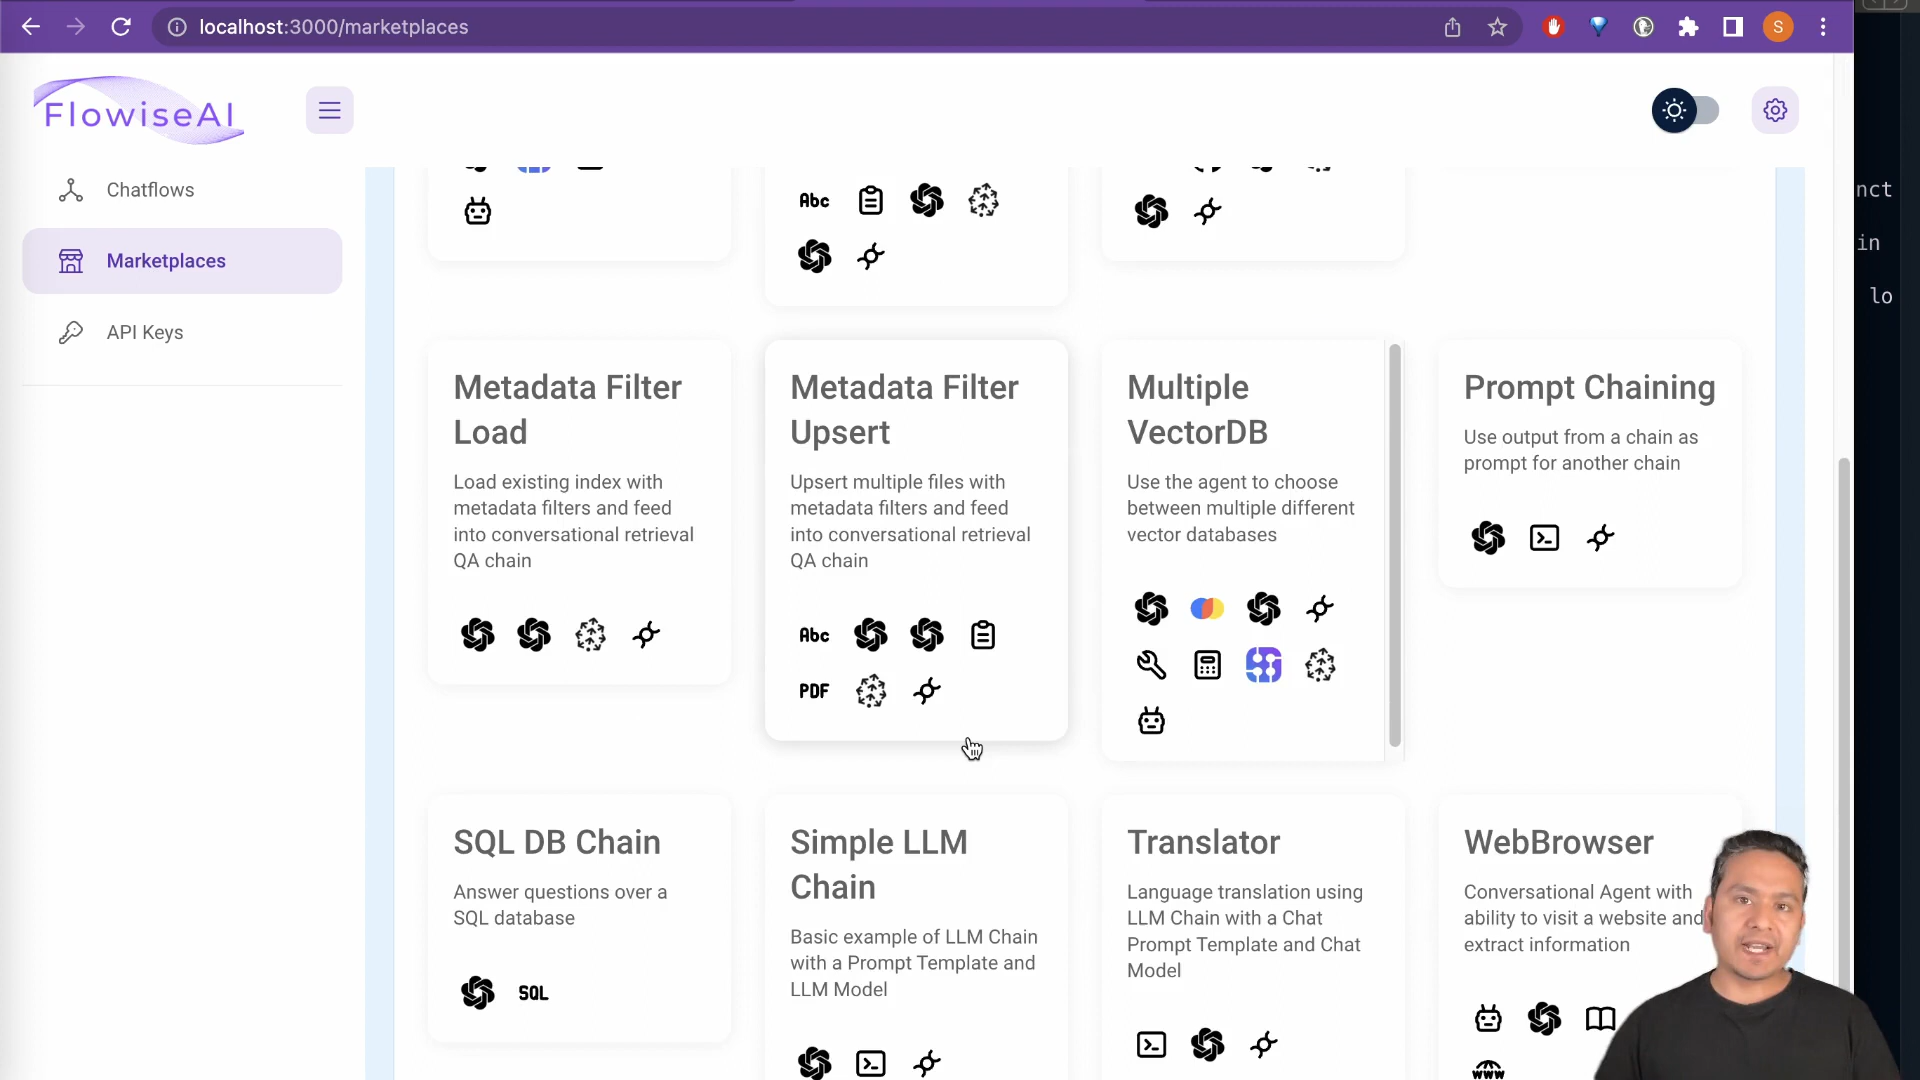 localhost:3000/marketplaces
S
FlowiseAI
Chatflows
Marketplaces
API Keys
Abc
Metadata Filter
Load
Load existing index with
metadata filters and feed
into conversational retrieval
QA chain
Metadata Filter
Upsert
Upsert multiple files with
metadata filters and feed
into conversational retrieval
QA chain
Abc
PDF
Multiple
VectorDB
Use the agent to choose
between multiple different
vector databases
Prompt Chaining
Use output from a chain as
prompt for another chain
SQL DB Chain
Answer questions over a
SQL database
SQL
Simple LLM
Chain
Basic example of LLM Chain
with a Prompt Template and
LLM Model
Translator
Language translation using
LLM Chain with a Chat
Prompt Template and Chat
Model
WebBrowser
Conversational Agent with
ability to visit a website and
extract information
www
nct
in
lo